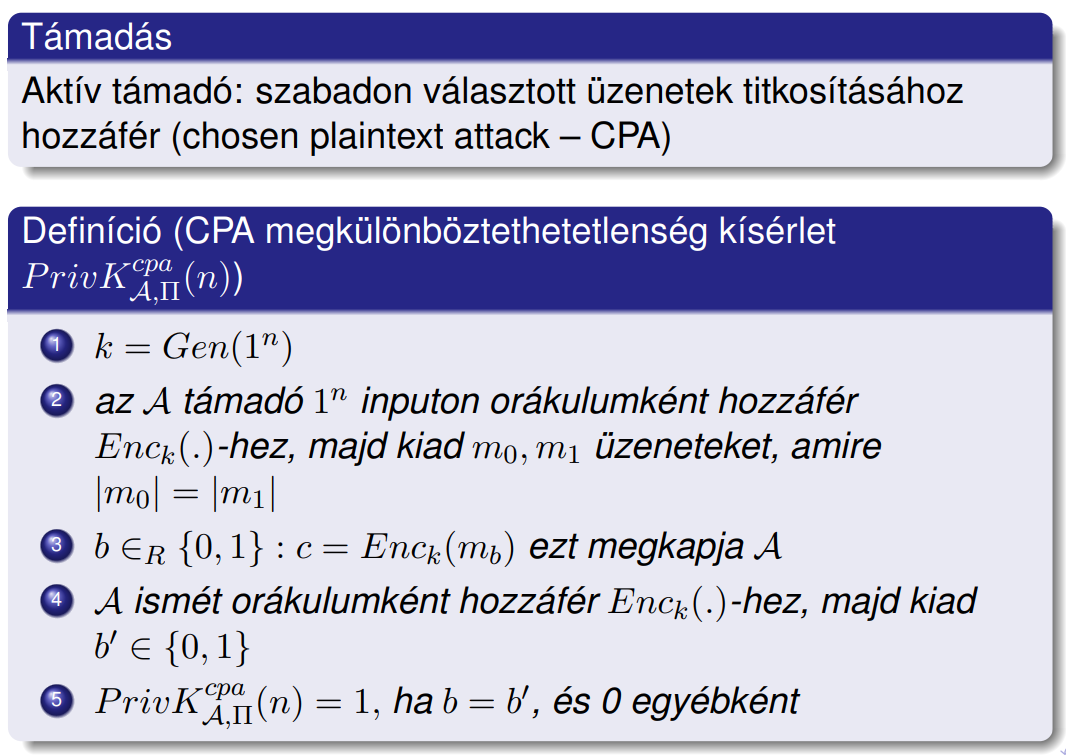 Támadás
Aktív támadó: szabadon választott üzenetek titkosításához
hozzáfér (chosen plaintext attack – CPA)
Definíció (CPA megkülönböztethetetlenség kísérlet
$PrivK^{cpa}_{\mathcal{A},\Pi}(n)$)
1 $k = Gen(1^n)$
2 az $\mathcal{A}$ támadó $1^n$ inputon orákulumként hozzáfér
$Enc_k(.)$-hez, majd kiad $m_0, m_1$ üzeneteket, amire
$|m_0| = |m_1|$
3 $b \in_R \{0, 1\} : c = Enc_k(m_b)$ ezt megkapja $\mathcal{A}$
4 $\mathcal{A}$ ismét orákulumként hozzáfér $Enc_k(.)$-hez, majd kiad
$b' \in \{0, 1\}$
5 $PrivK^{cpa}_{\mathcal{A},\Pi}(n) = 1$, ha $b = b'$, és 0 egyébként